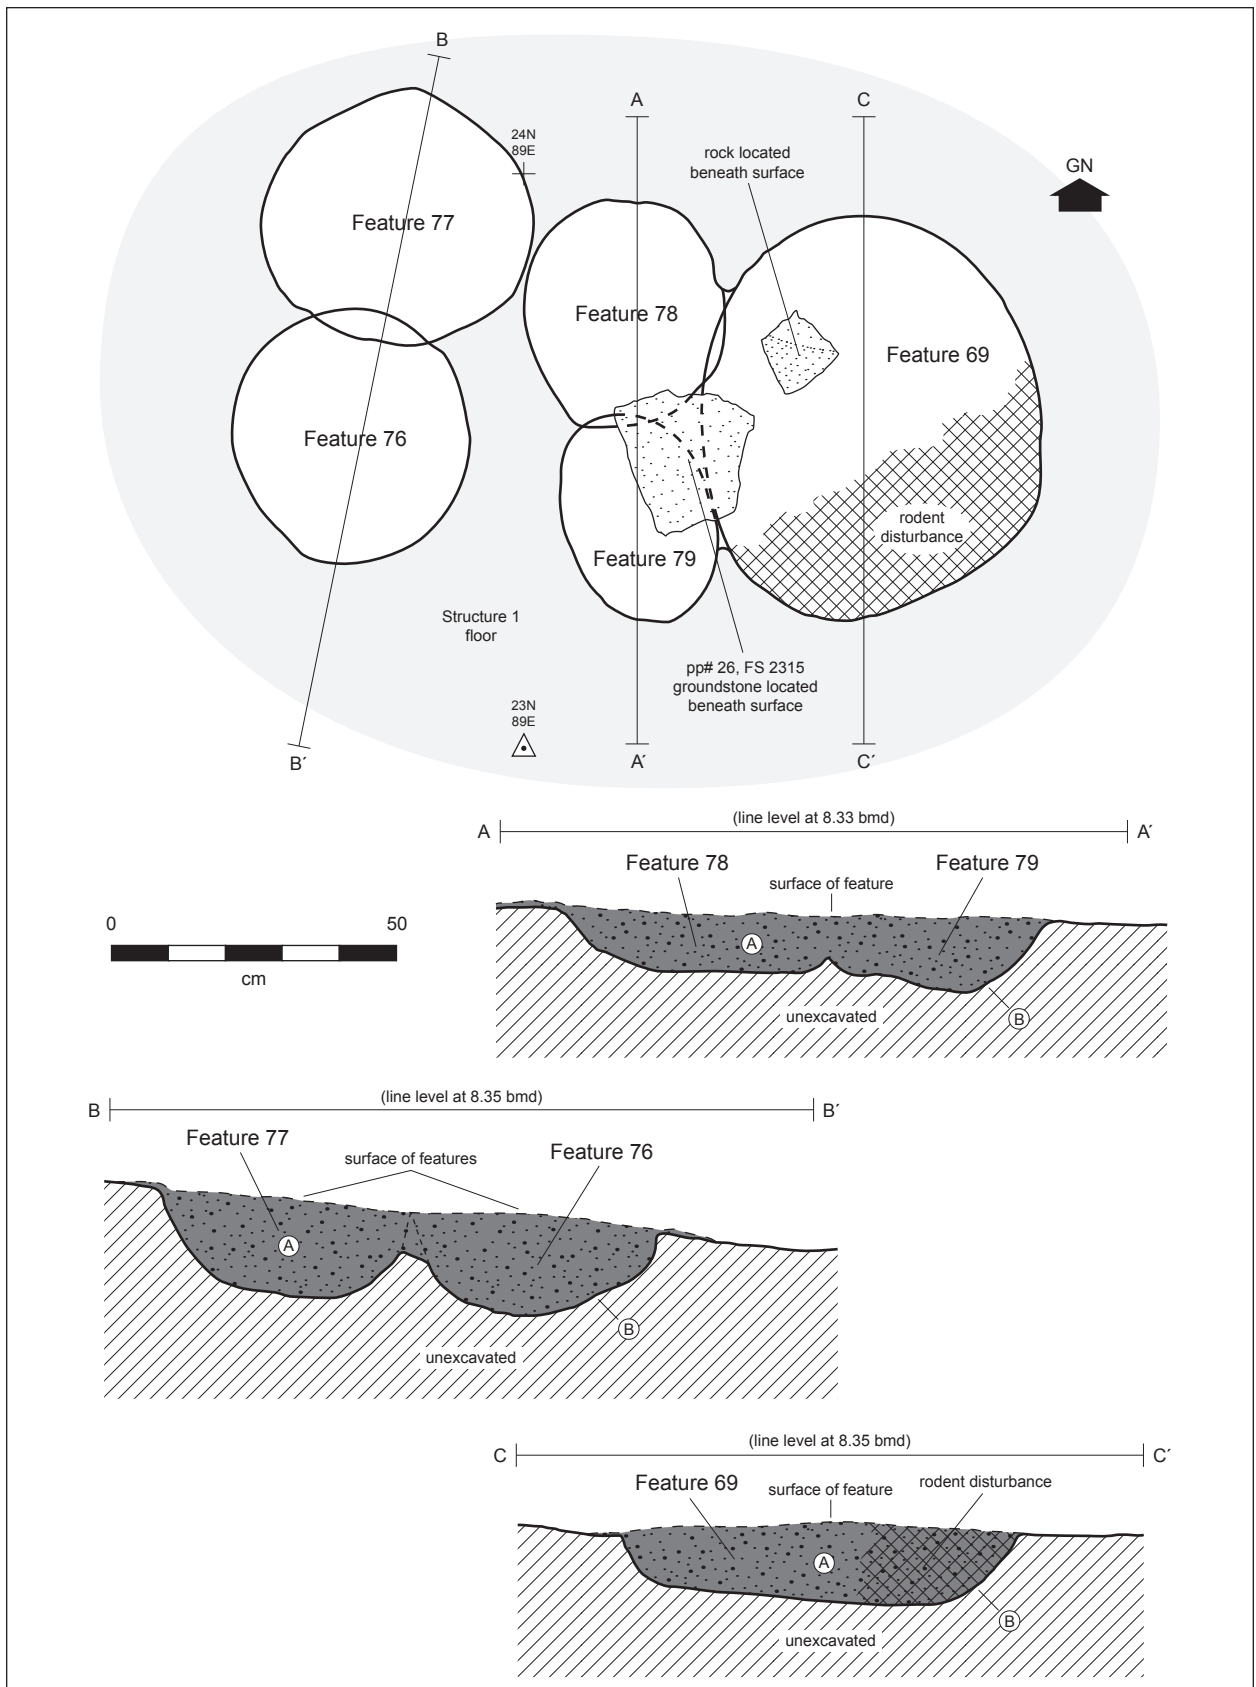 B
A
C
24N
89E
rock located
beneath surface
GN
Feature 77
Feature 78
Feature 69
Feature 76
rodent
disturbance
Feature 79
Structure 1
floor
pp# 26, FS 2315
groundstone located
beneath surface
23N
89E
B´
A´
C´
(line level at 8.33 bmd)
A
A´
Feature 78
Feature 79
surface of feature
0
50
cm
A
unexcavated
B
(line level at 8.35 bmd)
B
B´
Feature 77
Feature 76
surface of features
A
B
unexcavated
(line level at 8.35 bmd)
C
C´
Feature 69
surface of feature
rodent disturbance
A
B
unexcavated